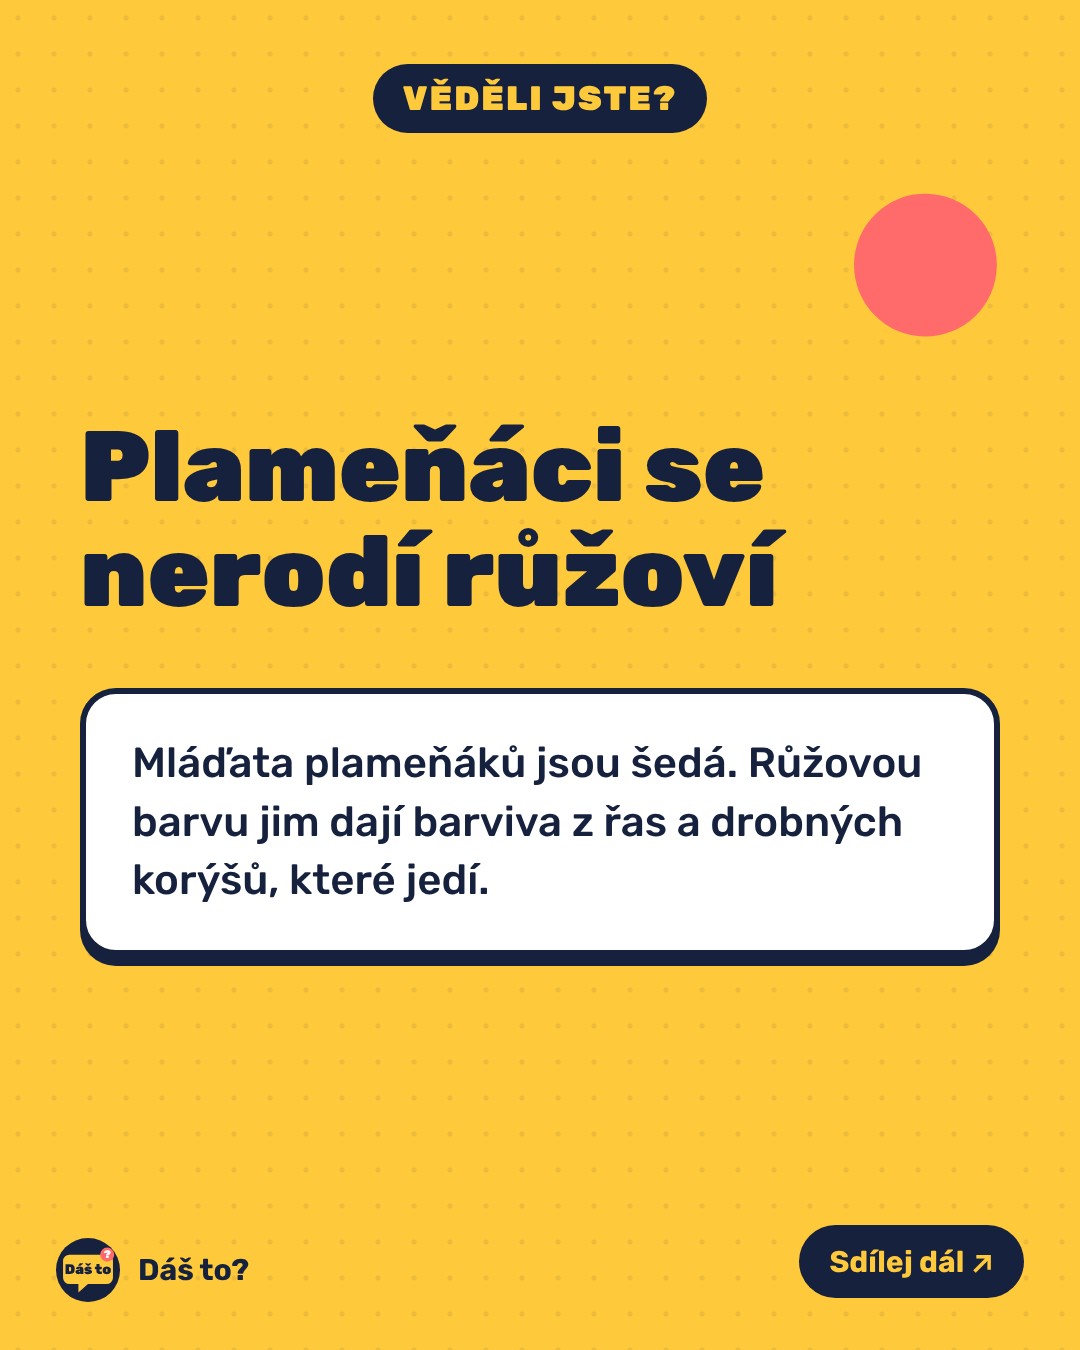 VĚDĚLI JSTE?
Plameňáci se
nerodí růžoví
Mláďata plameňáků jsou šedá. Růžovou
barvu jim dají barviva z řas a drobných
korýšů, které jedí.
Dáš to
?
Dáš to?
Sdílej dál ↗